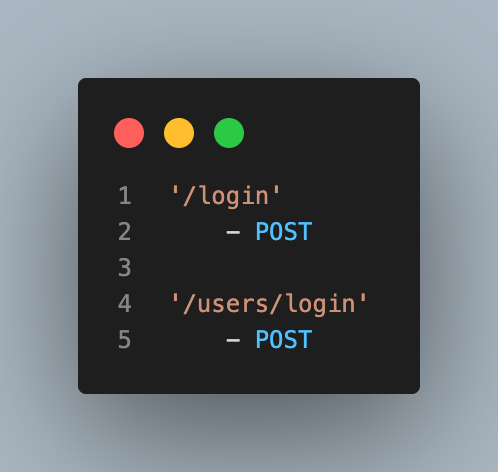 1 '/login'
2 - POST
3
4 '/users/login'
5 - POST